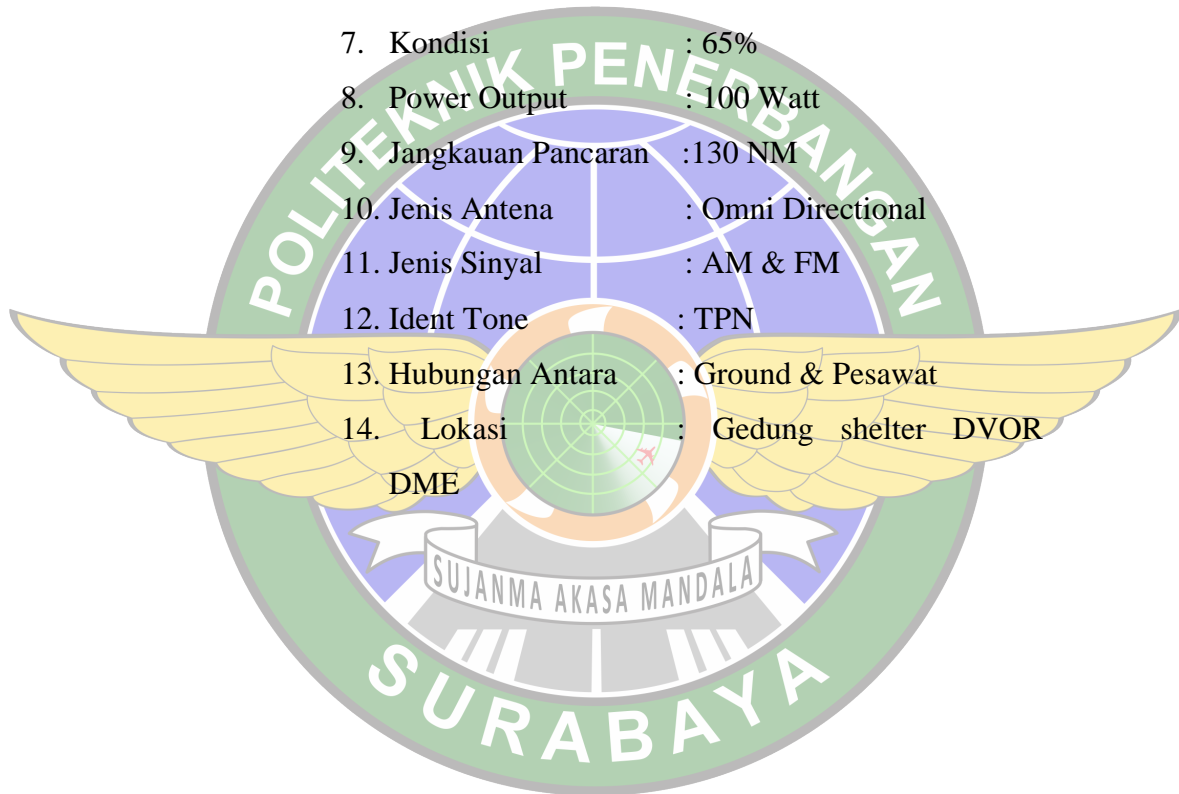 7. Kondisi : 65%
8. Power Output : 100 Watt
9. Jangkauan Pancaran :130 NM
10. Jenis Antena : Omni Directional
11. Jenis Sinyal : AM & FM
12. Ident Tone : TPN
13. Hubungan Antara : Ground & Pesawat
14. Lokasi : Gedung shelter DVOR
DME
POLITEKNIK PENERBANGAN
SUJANMA AKASA MANDALA
SURABAYA